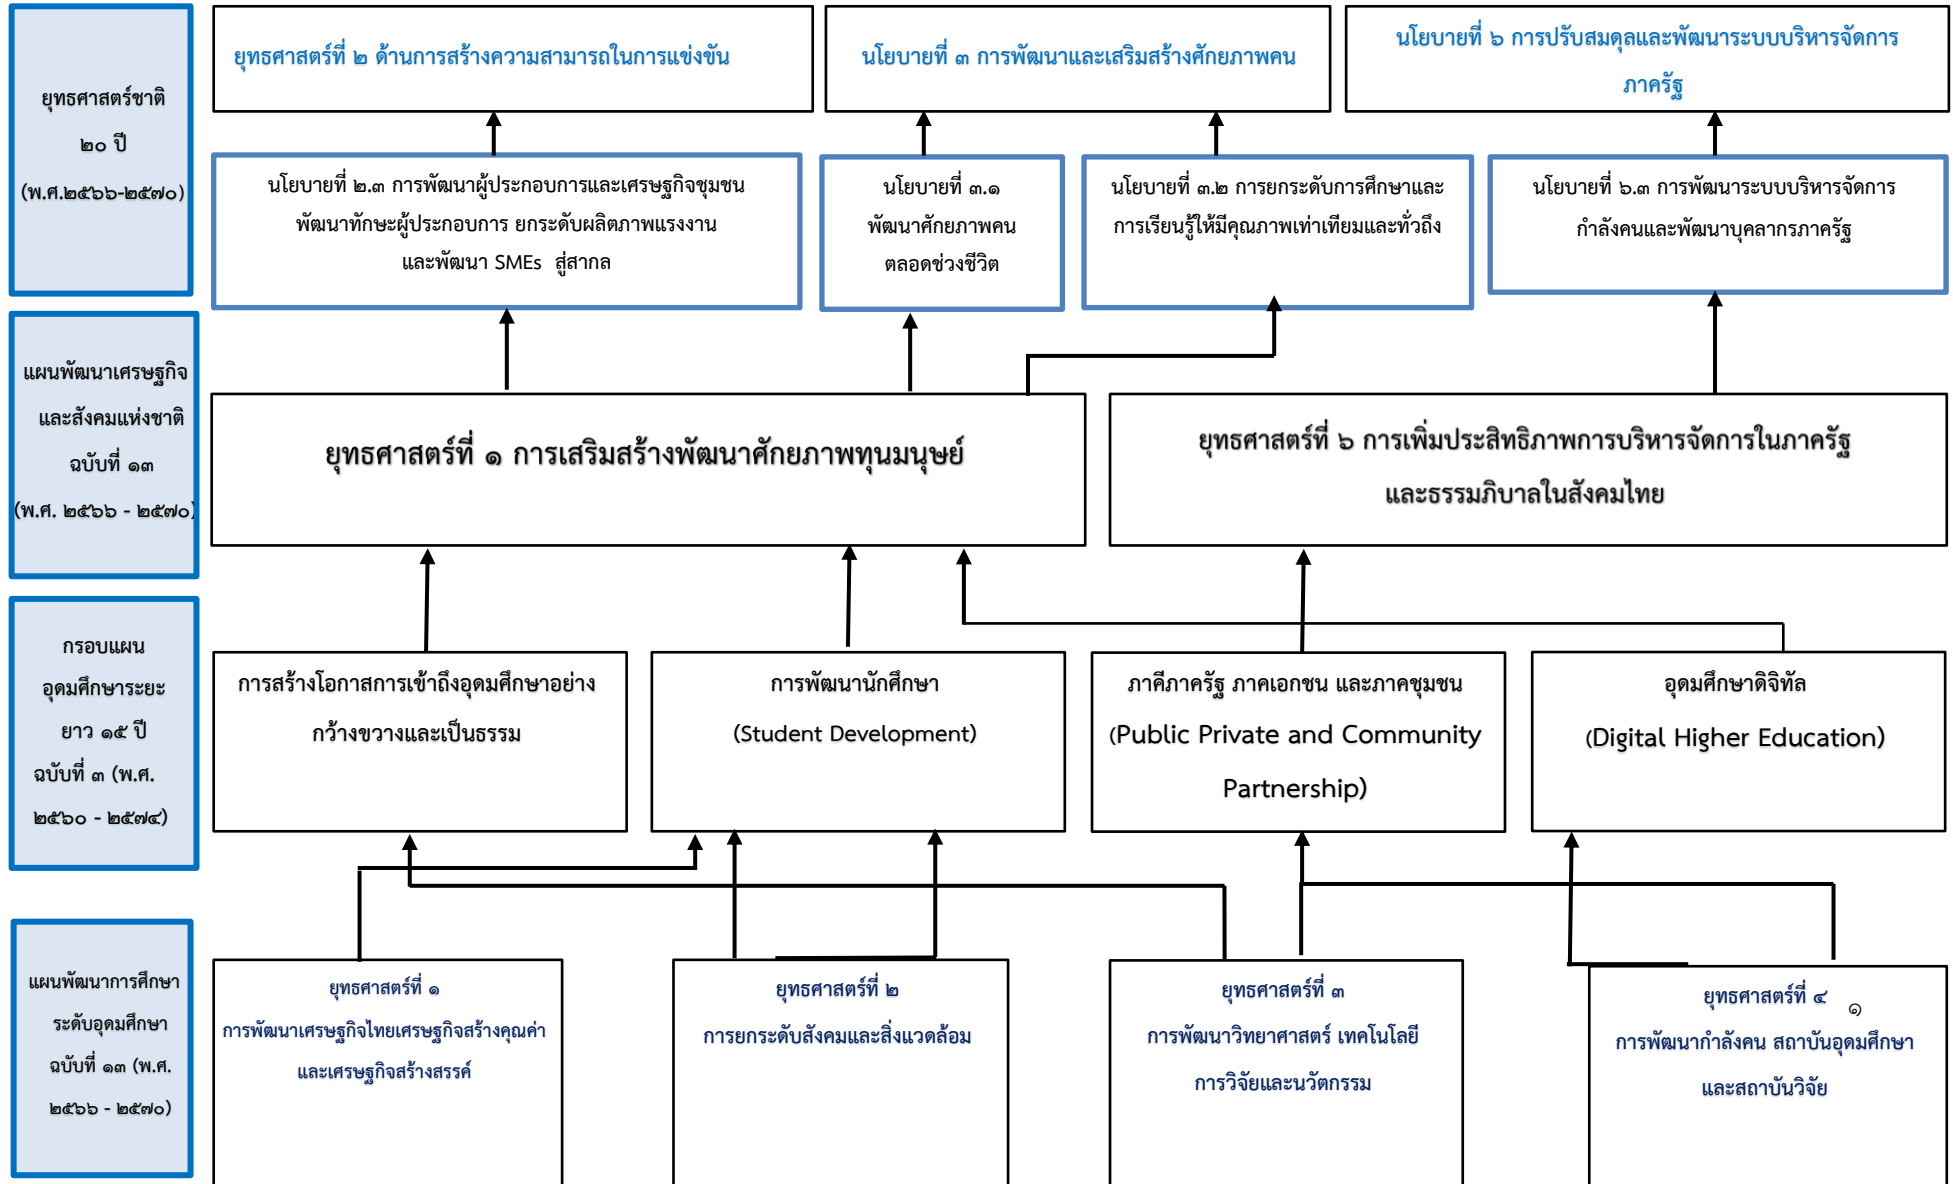 ยุทธศาสตร์ชาติ
๒๐ ปี
(พ.ศ.๒๕๖๖-๒๕๗๐)
ยุทธศาสตร์ที่ ๒ ด้านการสร้างความสามารถในการแข่งขัน
นโยบายที่ ๓ การพัฒนาและเสริมสร้างศักยภาพคน
นโยบายที่ ๖ การปรับสมดุลและพัฒนาระบบบริหารจัดการ
ภาครัฐ
นโยบายที่ ๒.๓ การพัฒนาผู้ประกอบการและเศรษฐกิจชุมชน
พัฒนาทักษะผู้ประกอบการ ยกระดับผลิตภาพแรงงาน
และพัฒนา SMEs สู่สากล
นโยบายที่ ๓.๑
พัฒนาศักยภาพคน
ตลอดช่วงชีวิต
นโยบายที่ ๓.๒ การยกระดับการศึกษาและ
การเรียนรู้ให้มีคุณภาพเท่าเทียมและทั่วถึง
นโยบายที่ ๖.๓ การพัฒนาระบบบริหารจัดการ
กำลังคนและพัฒนาบุคลากรภาครัฐ
แผนพัฒนาเศรษฐกิจ
และสังคมแห่งชาติ
ฉบับที่ ๑๓
(พ.ศ. ๒๕๖๖ - ๒๕๗๐)
ยุทธศาสตร์ที่ ๑ การเสริมสร้างพัฒนาศักยภาพทุนมนุษย์
ยุทธศาสตร์ที่ ๖ การเพิ่มประสิทธิภาพการบริหารจัดการในภาครัฐ
และธรรมภิบาลในสังคมไทย
กรอบแผน
อุดมศึกษาระยะ
ยาว ๑๕ ปี
ฉบับที่ ๓ (พ.ศ.
๒๕๖๐ - ๒๕๗๔)
การสร้างโอกาสการเข้าถึงอุดมศึกษาอย่าง
กว้างขวางและเป็นธรรม
การพัฒนานักศึกษา
(Student Development)
ภาคีภาครัฐ ภาคเอกชน และภาคชุมชน
(Public Private and Community
Partnership)
อุดมศึกษาดิจิทัล
(Digital Higher Education)
แผนพัฒนาการศึกษา
ระดับอุดมศึกษา
ฉบับที่ ๑๓ (พ.ศ.
๒๕๖๖ - ๒๕๗๐)
ยุทธศาสตร์ที่ ๑
การพัฒนาเศรษฐกิจไทยเศรษฐกิจสร้างคุณค่า
และเศรษฐกิจสร้างสรรค์
ยุทธศาสตร์ที่ ๒
การยกระดับสังคมและสิ่งแวดล้อม
ยุทธศาสตร์ที่ ๓
การพัฒนาวิทยาศาสตร์ เทคโนโลยี
การวิจัยและนวัตกรรม
ยุทธศาสตร์ที่ ๔
๑
การพัฒนากำลังคน สถาบันอุดมศึกษา
และสถาบันวิจัย